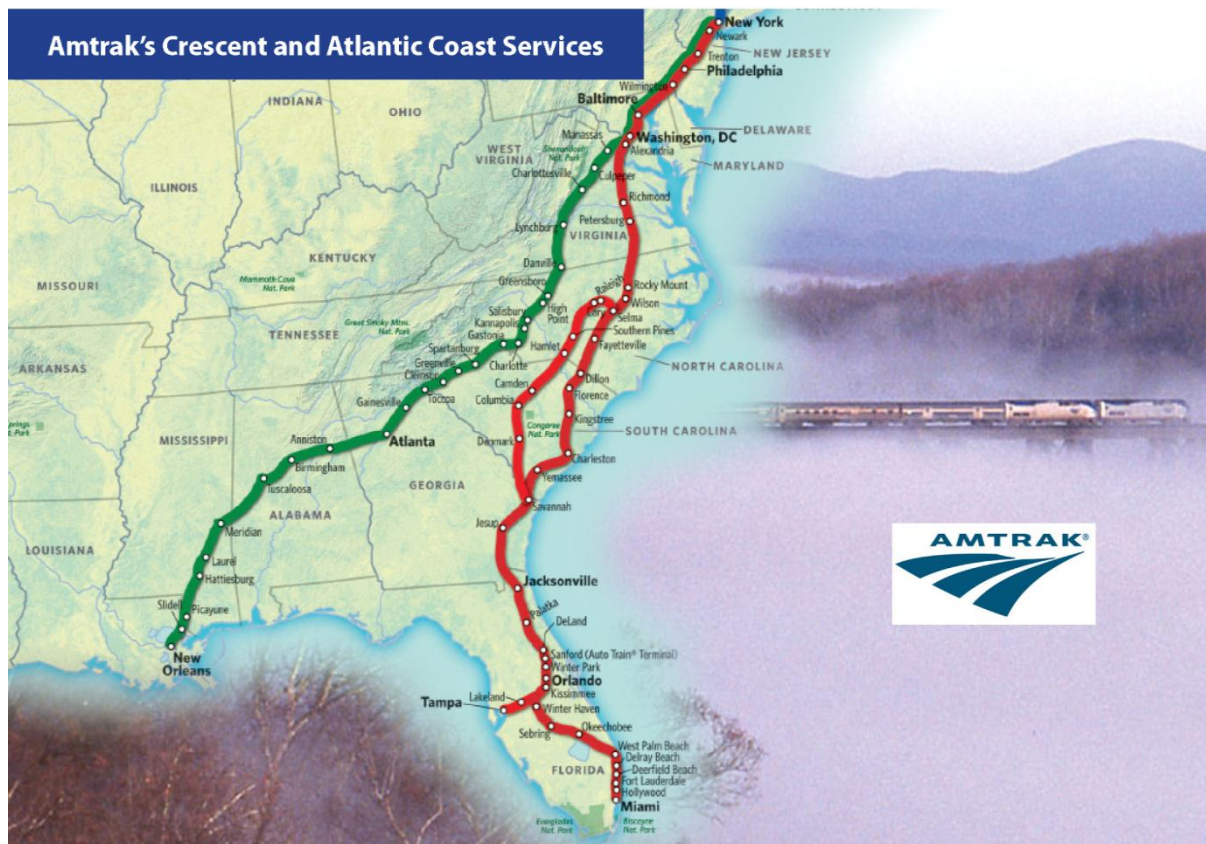 Amtrak's Crescent and Atlantic Coast Services
New York
Newark
NEW JERSEY
Trenton
Philadelphia
Wilmington
Baltimore
INDIANA
OHIO
DELAWARE
Manassas
Washington, DC
Alexandria
WEST
VIRGINIA
Shenandoah
Nat. Park
MARYLAND
ILLINOIS
Charlottesville
Culpeper
Richmond
Lynchburg
Petersburg
VIRGINIA
KENTUCKY
Danville
MISSOURI
Mammoth Cave
Nat. Park
Greensboro
Raleigh
Rocky Mount
Salisbury
High
Point
Cary
Wilson
Kannapolis
Selma
TENNESSEE
Great Smoky Mtns.
Nat. Park
Gastonia
Southern Pines
Spartanburg
Hamlet
Fayetteville
Greenville
Charlotte
NORTH CAROLINA
ARKANSAS
Clemson
Dillon
Camden
Toccoa
Florence
Gainesville
Columbia
Kingstree
springs
Nat. Park
Congaree
Nat. Park
SOUTH CAROLINA
MISSISSIPPI
Anniston
Atlanta
Denmark
Charleston
Birmingham
Yemassee
Tuscaloosa
GEORGIA
Savannah
ALABAMA
Jesup
Meridian
LOUISIANA
AMTRAK®
Laurel
Hattiesburg
Jacksonville
Slidell
Picayune
Palatka
DeLand
New
Orleans
Sanford (Auto Train® Terminal)
Winter Park
Orlando
Lakeland
Kissimmee
Tampa
Winter Haven
Okeechobee
Sebring
West Palm Beach
Delray Beach
FLORIDA
Deerfield Beach
Fort Lauderdale
Hollywood
Miami
Everglades
Nat. Park
Biscayne
Nat. Park